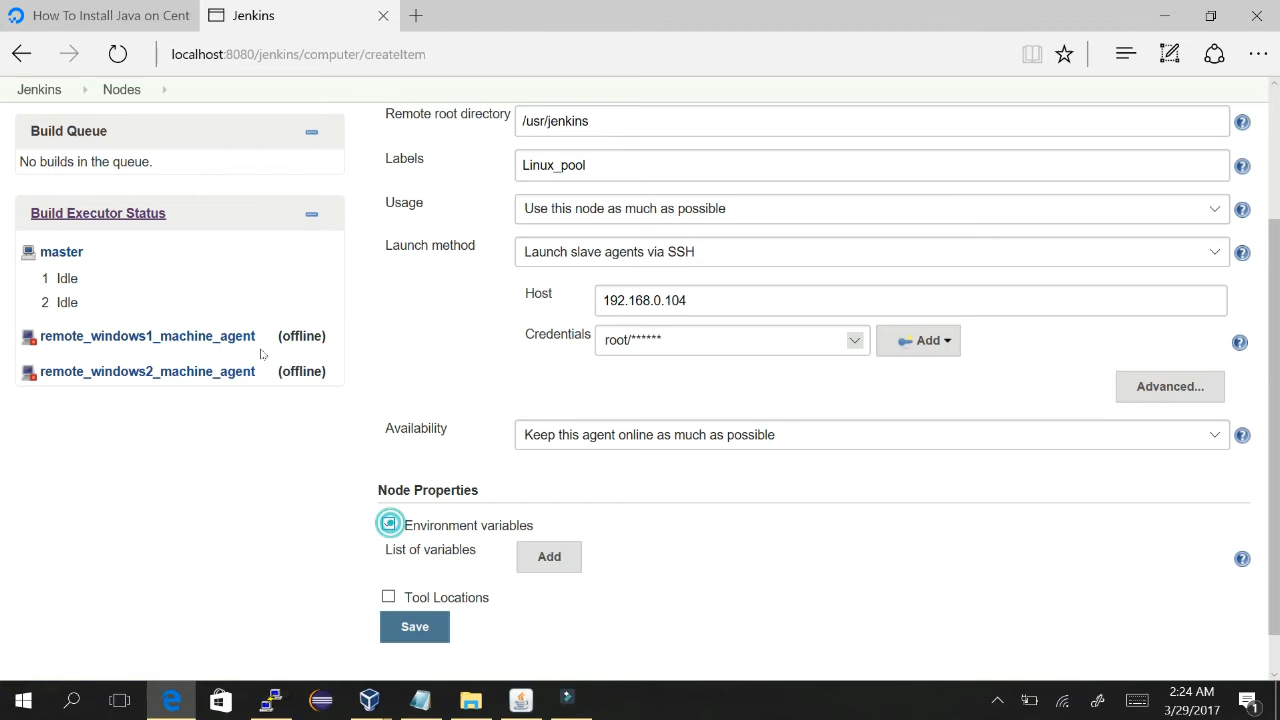 How To Install Java on Cent
Jenkins
localhost:8080/jenkins/computer/createItem
Jenkins
Nodes
Build Queue
No builds in the queue.
Build Executor Status
master
1 Idle
2 Idle
remote_windows1_machine_agent (offline)
remote_windows2_machine_agent (offline)
Remote root directory
/usr/jenkins
Labels
Linux_pool
Usage
Use this node as much as possible
Launch method
Launch slave agents via SSH
Host
192.168.0.104
Credentials
root/******
Add
Advanced...
Availability
Keep this agent online as much as possible
Node Properties
Environment variables
List of variables
Add
Tool Locations
Save
2:24 AM
3/29/2017
1